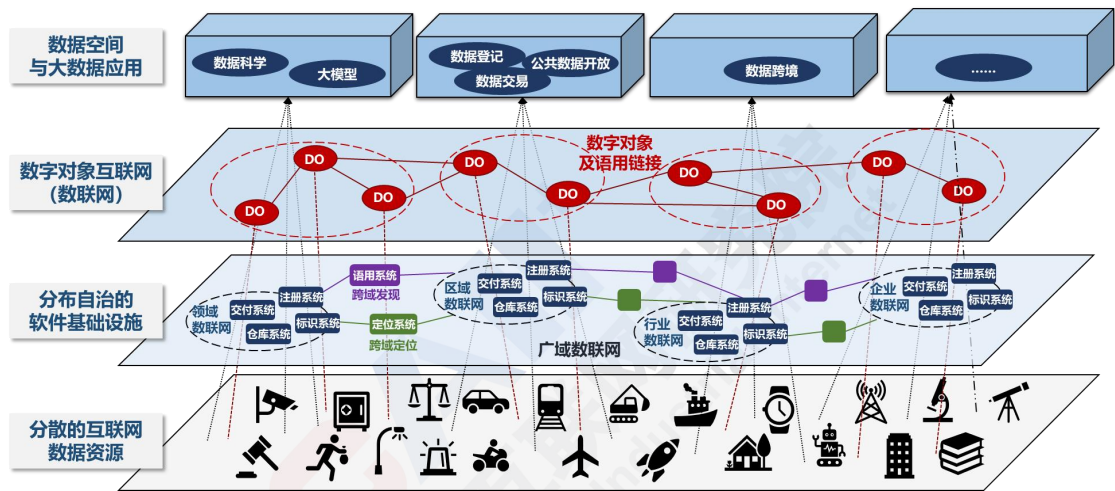 数据空间
与大数据应用
数据科学
大模型
数据登记
公共数据开放
数据交易
数据跨境
......
数字对象互联网
（数联网）
数字对象
及语用链接
DO
DO
DO
DO
DO
DO
DO
DO
DO
分布自治的
软件基础设施
领域
数联网
注册系统
交付系统
标识系统
仓库系统
语用系统
跨域发现
定位系统
跨域定位
区域
数联网
注册系统
交付系统
标识系统
仓库系统
广域数联网
行业
数联网
注册系统
交付系统
标识系统
仓库系统
企业
数联网
注册系统
交付系统
标识系统
仓库系统
分散的互联网
数据资源